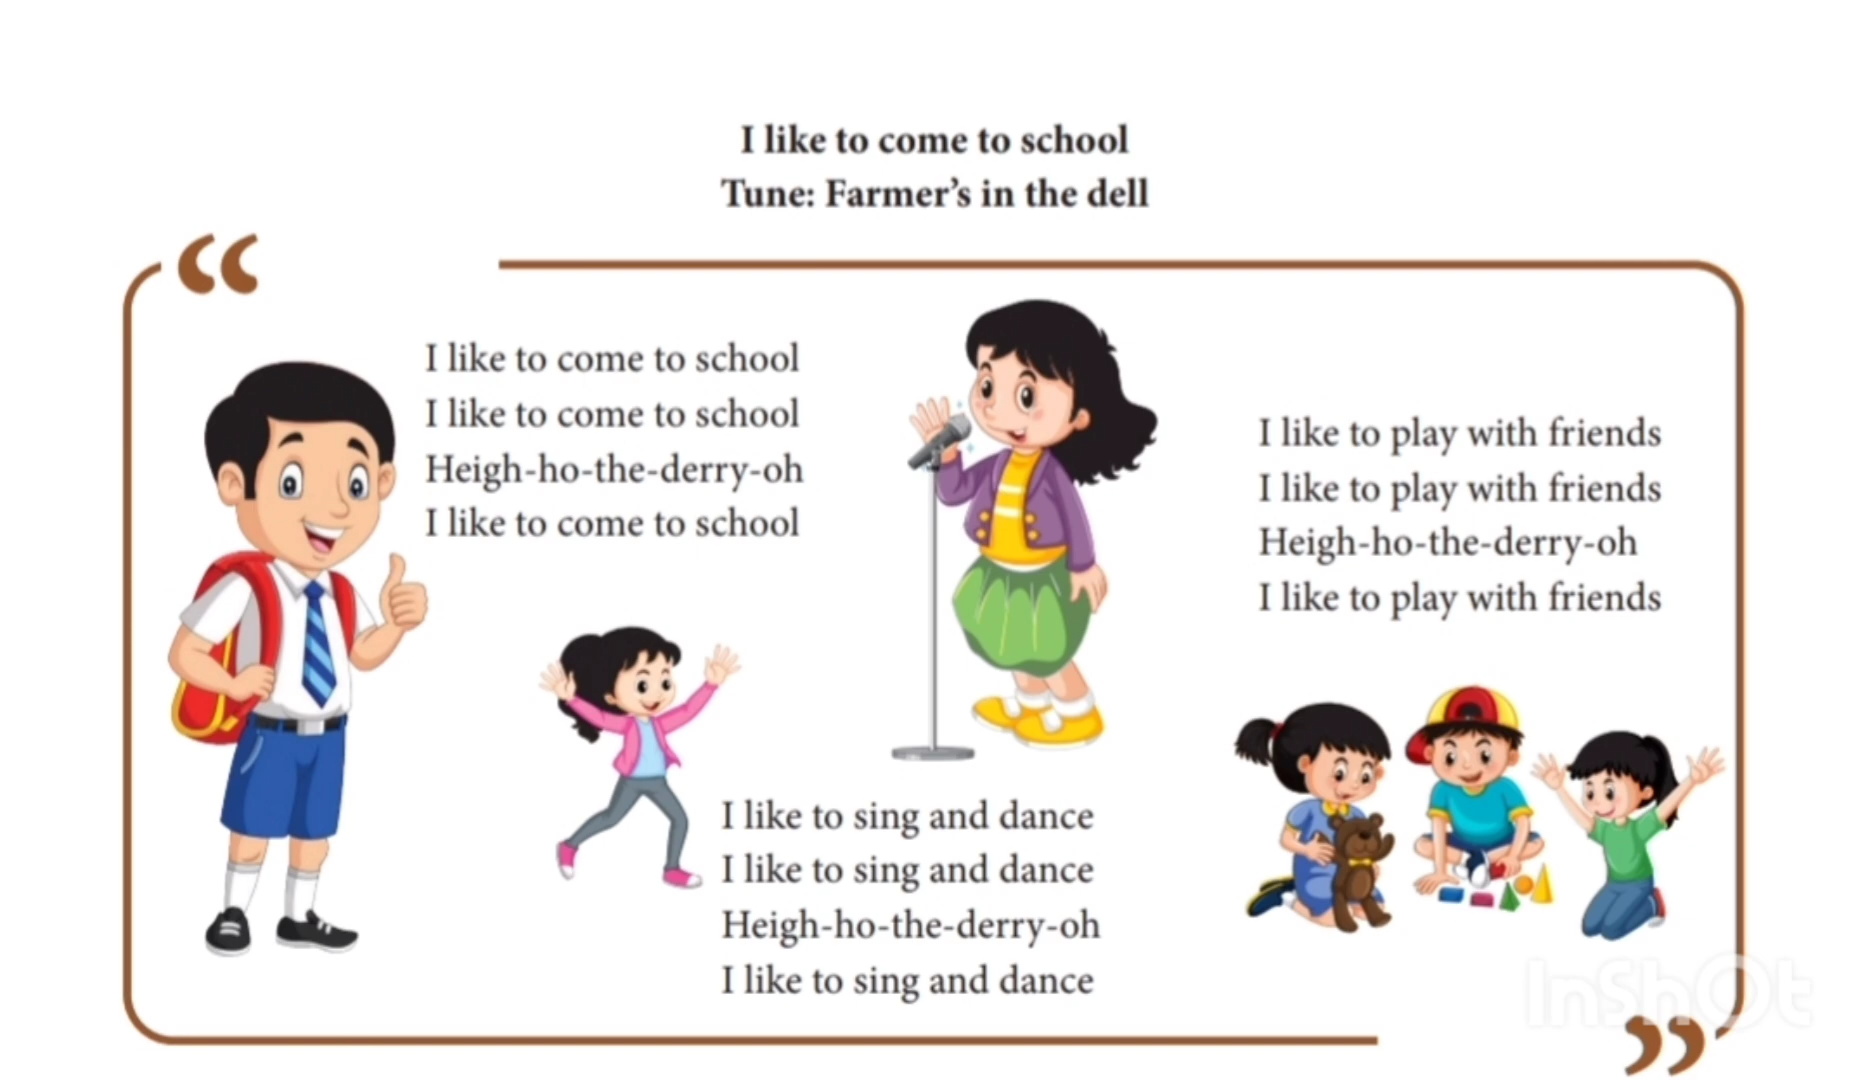 I like to come to school
Tune: Farmer's in the dell
I like to come to school
I like to come to school
Heigh-ho-the-derry-oh
I like to come to school
I like to sing and dance
I like to sing and dance
Heigh-ho-the-derry-oh
I like to sing and dance
I like to play with friends
I like to play with friends
Heigh-ho-the-derry-oh
I like to play with friends
InShOt